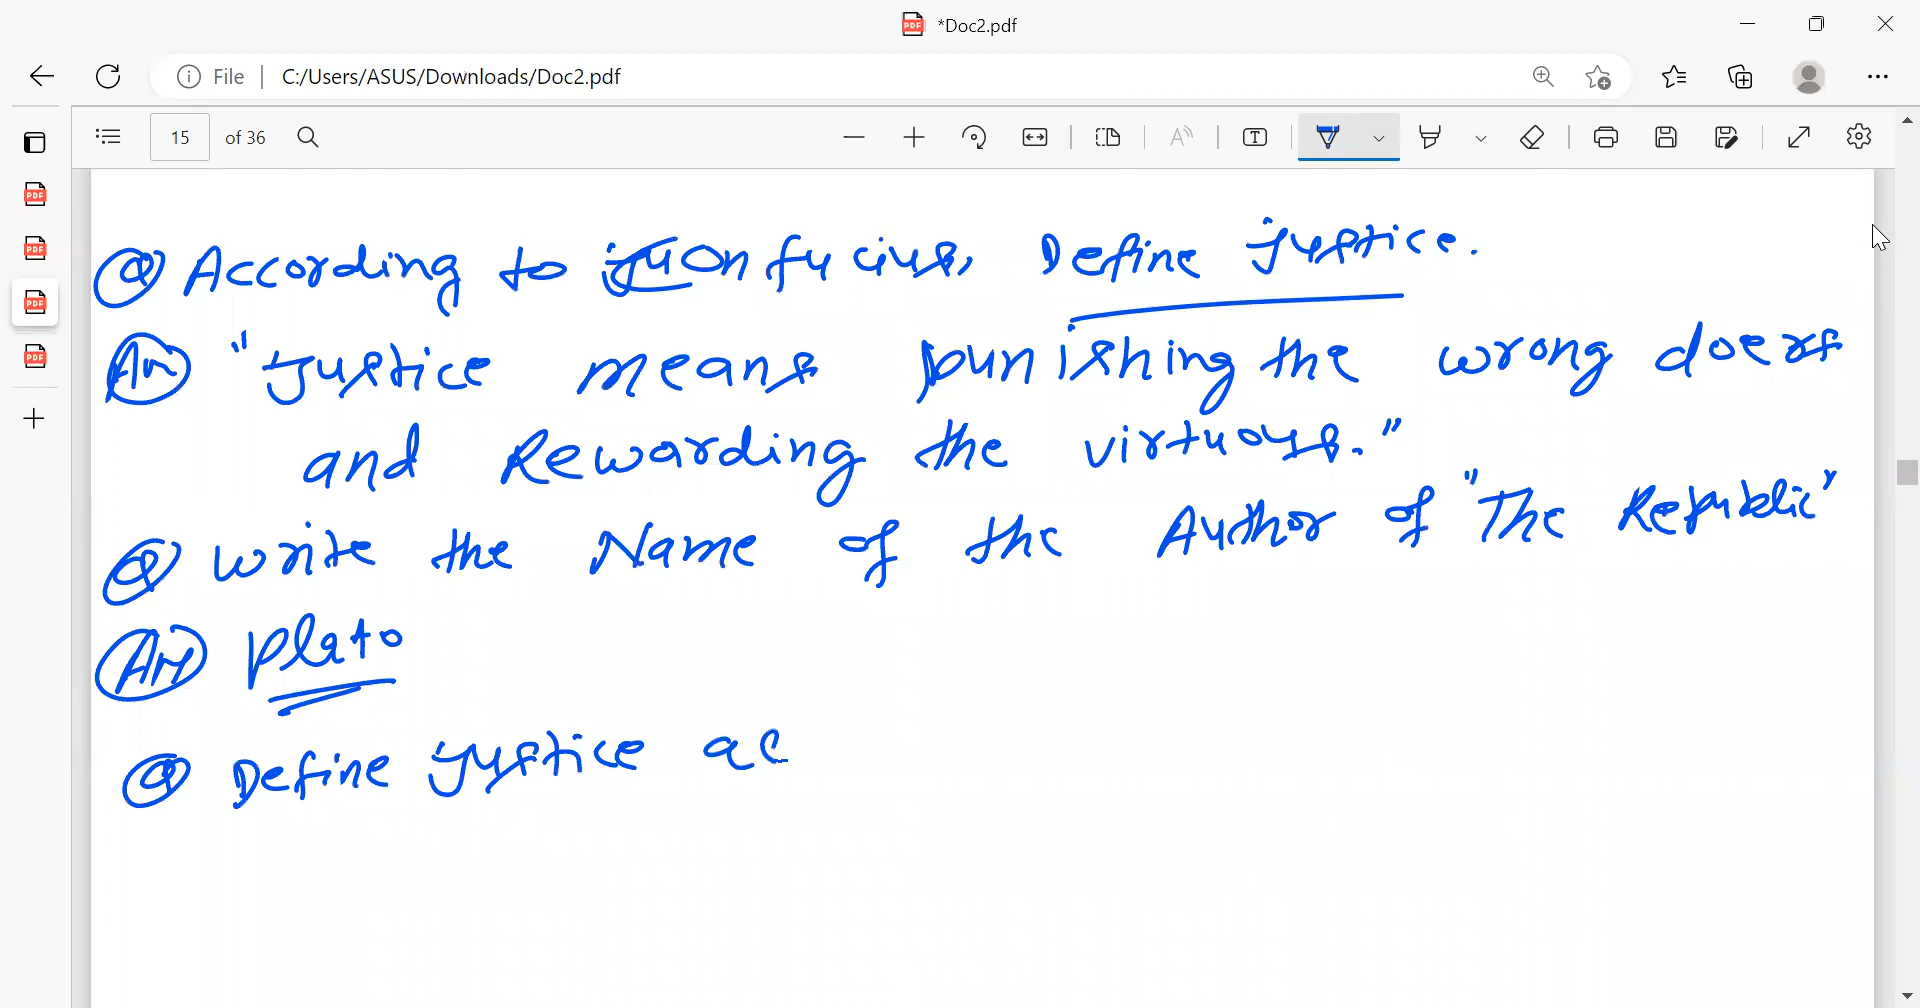 *Doc2.pdf
File C:/Users/ASUS/Downloads/Doc2.pdf
15 of 36
Q According to Confucius, Define justice.
An "Justice means punishing the wrong doers
and Rewarding the virtuous."
Q write the Name of the Author of "The Republic"
An Plato
Q Define justice ac